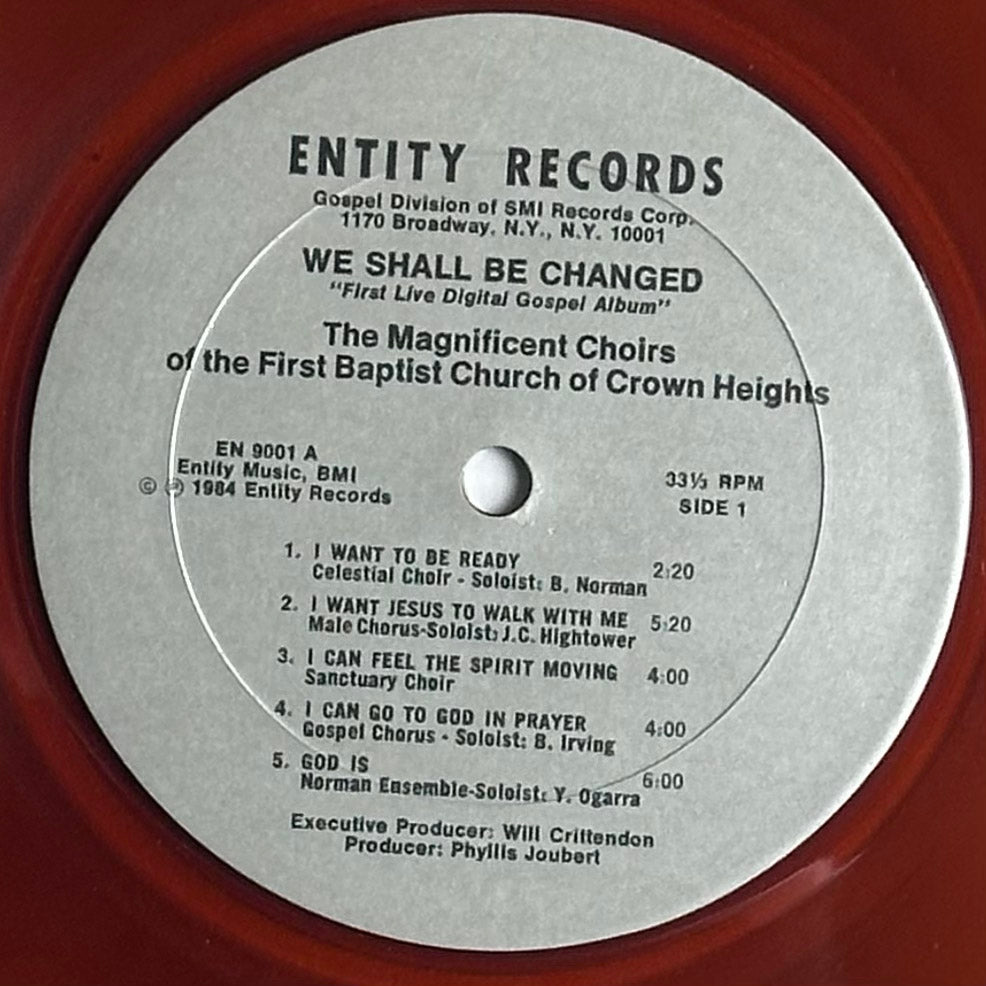 ENTITY RECORDS
Gospel Division of SMI Records Corp.
1170 Broadway, N.Y., N.Y. 10001
WE SHALL BE CHANGED
"First Live Digital Gospel Album"
The Magnificent Choirs
of the First Baptist Church of Crown Heights
EN 9001 A
Entity Music, BMI
© ℗ 1984 Entity Records
33⅓ RPM
SIDE 1
1. I WANT TO BE READY 2:20
Celestial Choir - Soloist: B. Norman
2. I WANT JESUS TO WALK WITH ME 5:20
Male Chorus-Soloist: J.C. Hightower
3. I CAN FEEL THE SPIRIT MOVING 4:00
Sanctuary Choir
4. I CAN GO TO GOD IN PRAYER 4:00
Gospel Chorus - Soloist: B. Irving
5. GOD IS 6:00
Norman Ensemble-Soloist: Y. Ogarra
Executive Producer: Will Crittendon
Producer: Phyllis Joubert